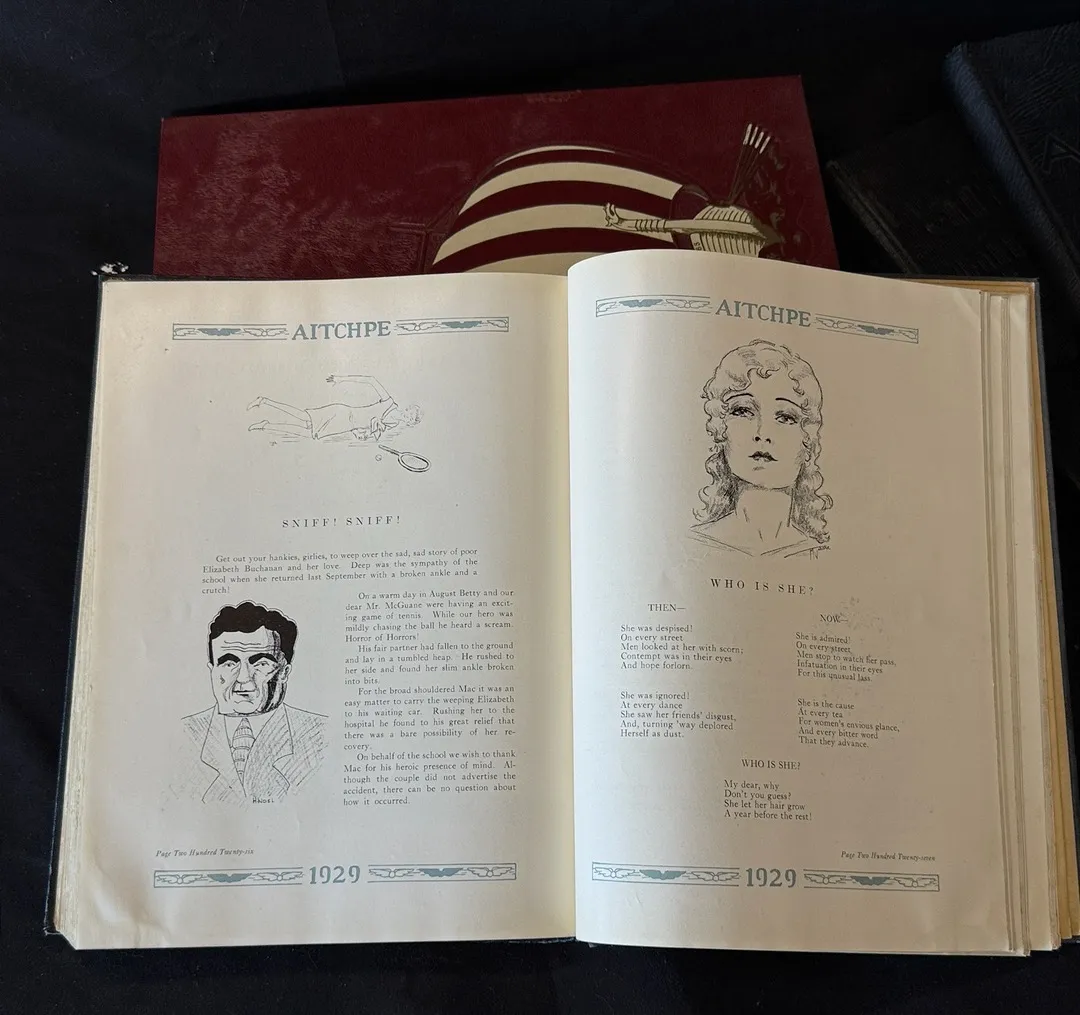 AITCHPE
SNIFF! SNIFF!
Get out your hankies, girlies, to weep over the sad, sad story of poor
Elizabeth Buchanan and her love. Deep was the sympathy of the
school when she returned last September with a broken ankle and a
crutch!
On a warm day in August Betty and our
dear Mr. McGuane were having an excit-
ing game of tennis. While our hero was
mildly chasing the ball he heard a scream.
Horror of Horrors!
His fair partner had fallen to the ground
and lay in a tumbled heap. He rushed to
her side and found her slim ankle broken
into bits.
For the broad shouldered Mac it was an
easy matter to carry the weeping Elizabeth
to his waiting car. Rushing her to the
hospital he found to his great relief that
there was a bare possibility of her re-
covery.
On behalf of the school we wish to thank
Mac for his heroic presence of mind. Al-
though the couple did not advertise the
accident, there can be no question about
how it occurred.
Page Two Hundred Twenty-six
1929
AITCHPE
WHO IS SHE?
THEN—
She was despised!
On every street
Men looked at her with scorn;
Contempt was in their eyes
And hope forlorn.
She was ignored!
At every dance
She saw her friends' disgust,
And, turning 'way deplored
Herself as dust.
NOW—
She is admired!
On every street
Men stop to watch her pass,
Infatuation in their eyes
For this unusual lass.
She is the cause
At every tea
For women's envious glance,
And every bitter word
That they advance.
WHO IS SHE?
My dear, why
Don't you guess?
She let her hair grow
A year before the rest!
Page Two Hundred Twenty-seven
1929